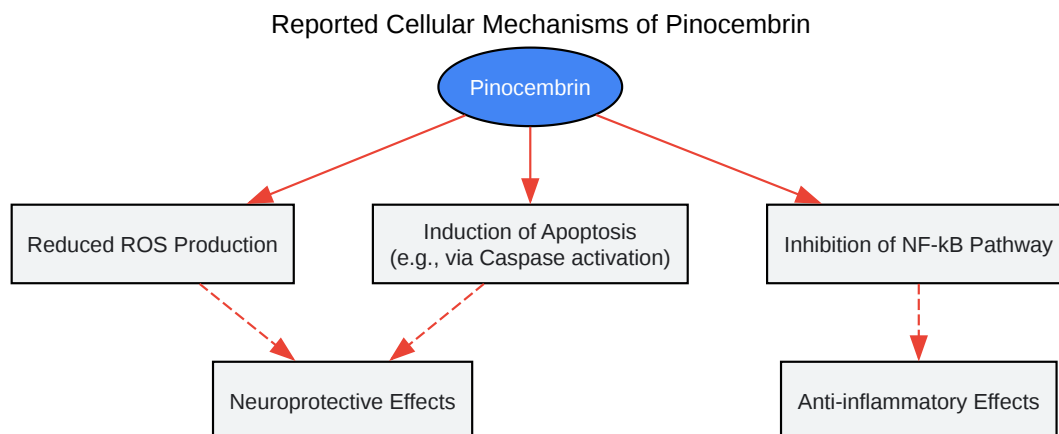 Reported Cellular Mechanisms of Pinocembrin
Pinocembrin
Reduced ROS Production
Induction of Apoptosis
(e.g., via Caspase activation)
Inhibition of NF-kB Pathway
Neuroprotective Effects
Anti-inflammatory Effects